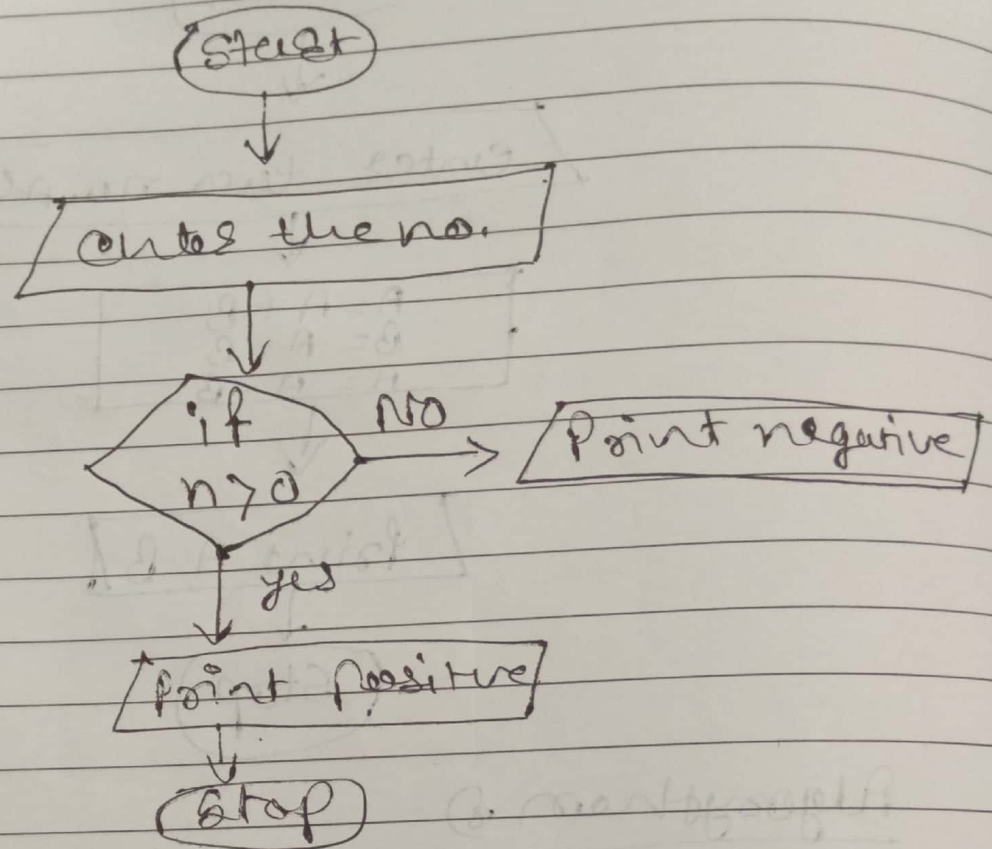 Start
enter the no.
if
n>0
NO
Print negative
yes
Print positive
Stop